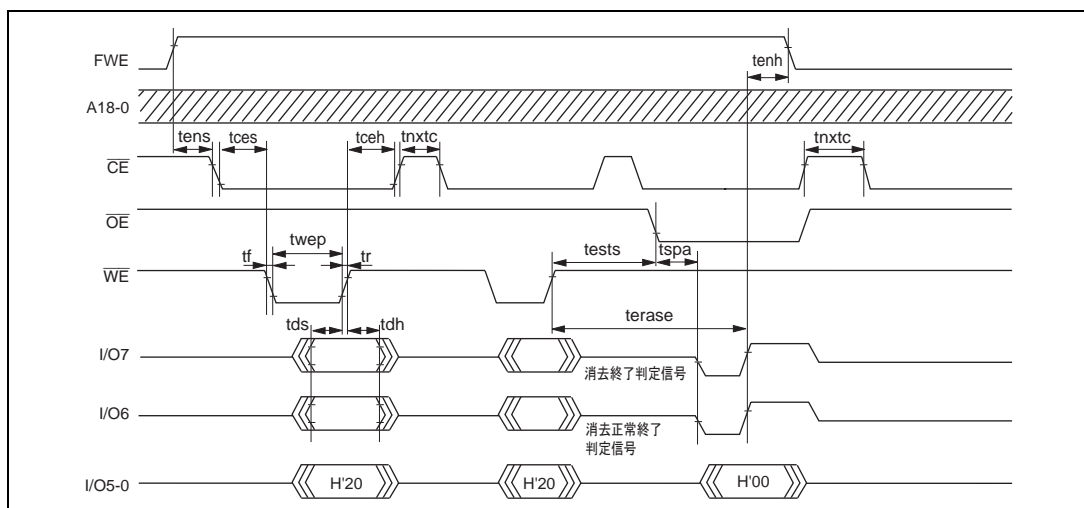 FWE
tenh
A18-0
tens
tces
tceh
tnxtc
tnxtc
CE
OE
twep
tests
tspa
tf
tr
WE
tds
tdh
terase
I/O7
消去終了判定信号
I/O6
消去正常終了
判定信号
I/O5-0
H'20
H'20
H'00